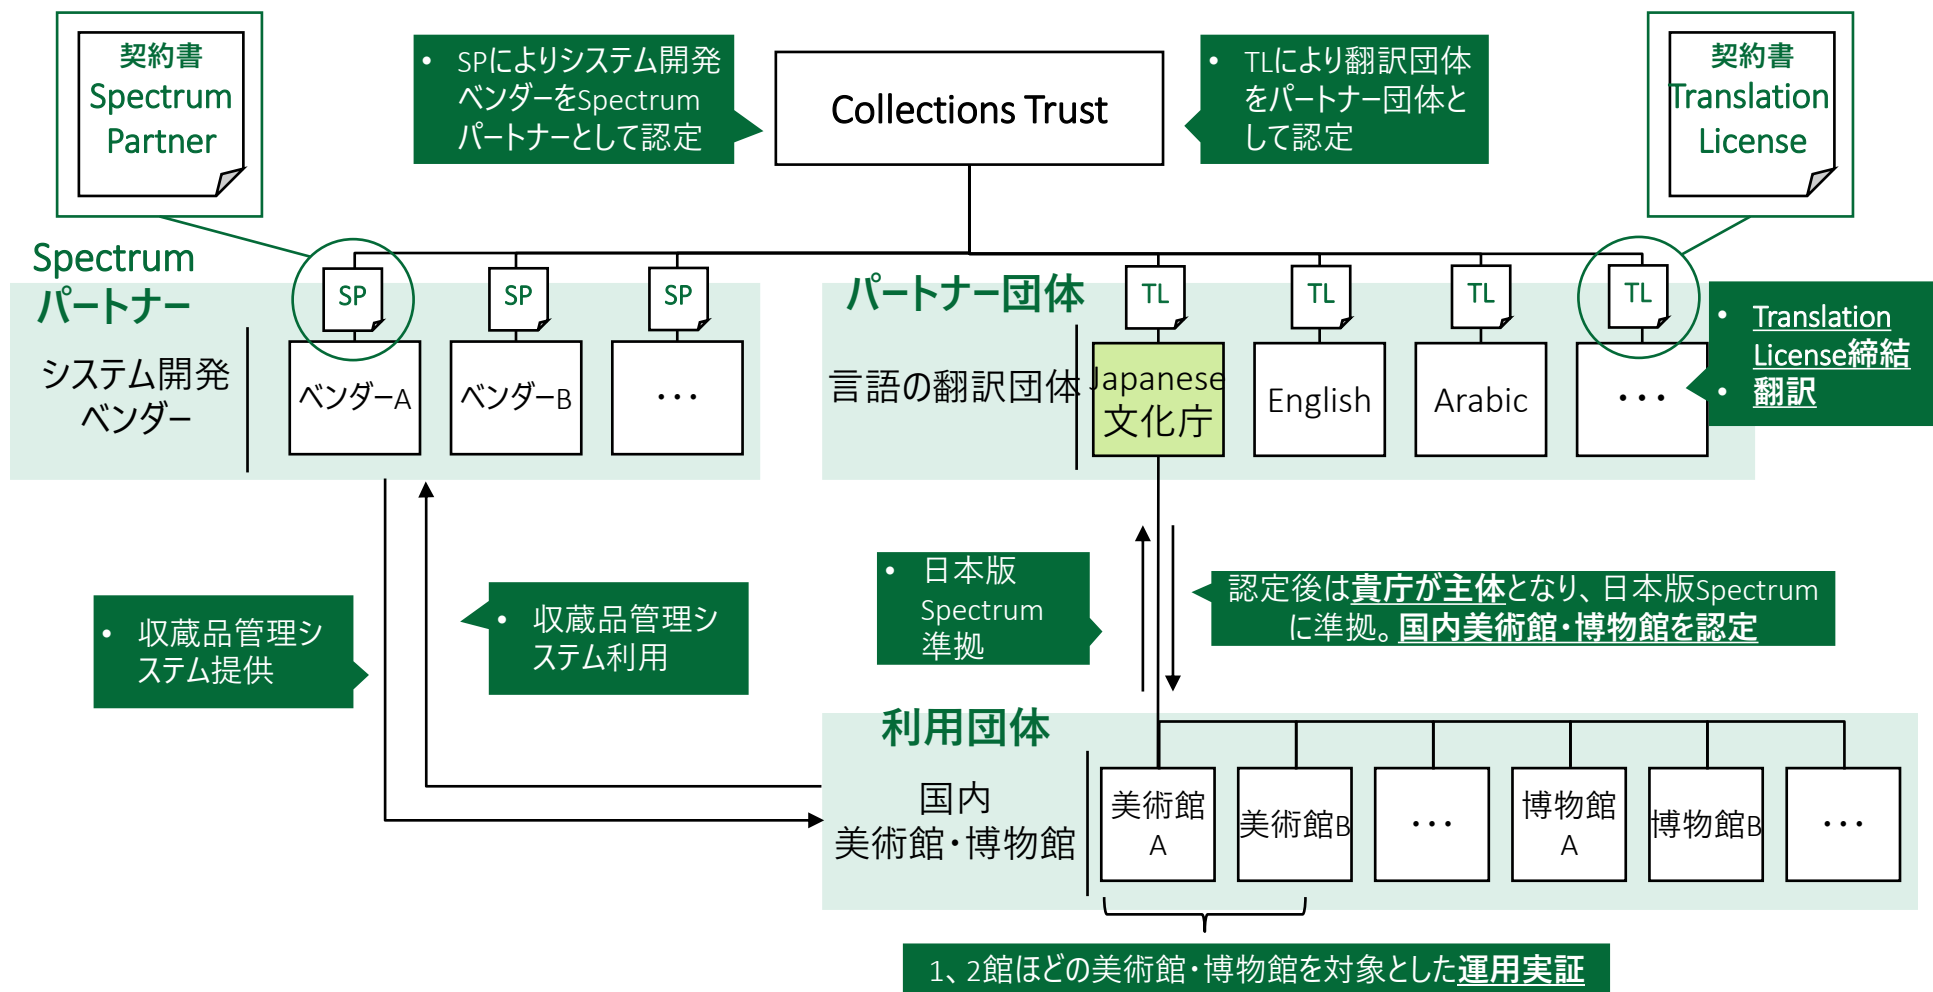 契約書
Spectrum
Partner
• SPによりシステム開発
ベンダーをSpectrum
パートナーとして認定
Collections Trust
• TLにより翻訳団体
をパートナー団体と
して認定
契約書
Translation
License
Spectrum
パートナー
SP
SP
SP
システム開発
ベンダー
ベンダーA
ベンダーB
・・・
パートナー団体
TL
TL
TL
TL
言語の翻訳団体
Japanese
文化庁
English
Arabic
・・・
• Translation
License締結
• 翻訳
• 収蔵品管理シ
ステム提供
• 収蔵品管理シ
ステム利用
• 日本版
Spectrum
準拠
認定後は貴庁が主体となり、日本版Spectrum
に準拠。国内美術館・博物館を認定
利用団体
国内
美術館・博物館
美術館
A
美術館B
・・・
博物館
A
博物館B
・・・
1、2館ほどの美術館・博物館を対象とした運用実証